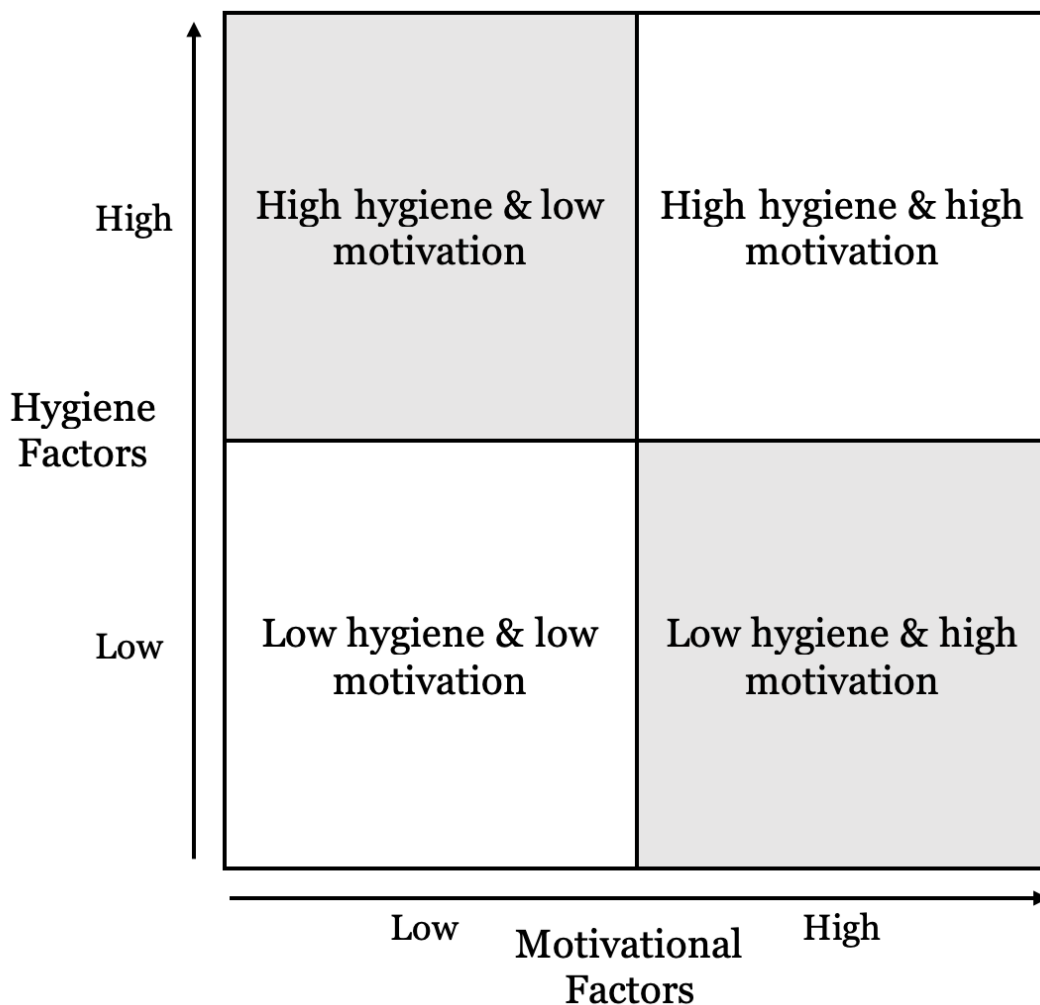 High hygiene & low
motivation
High hygiene & high
motivation
High
Hygiene
Factors
Low hygiene & low
motivation
Low hygiene & high
motivation
Low
Low
High
Motivational
Factors